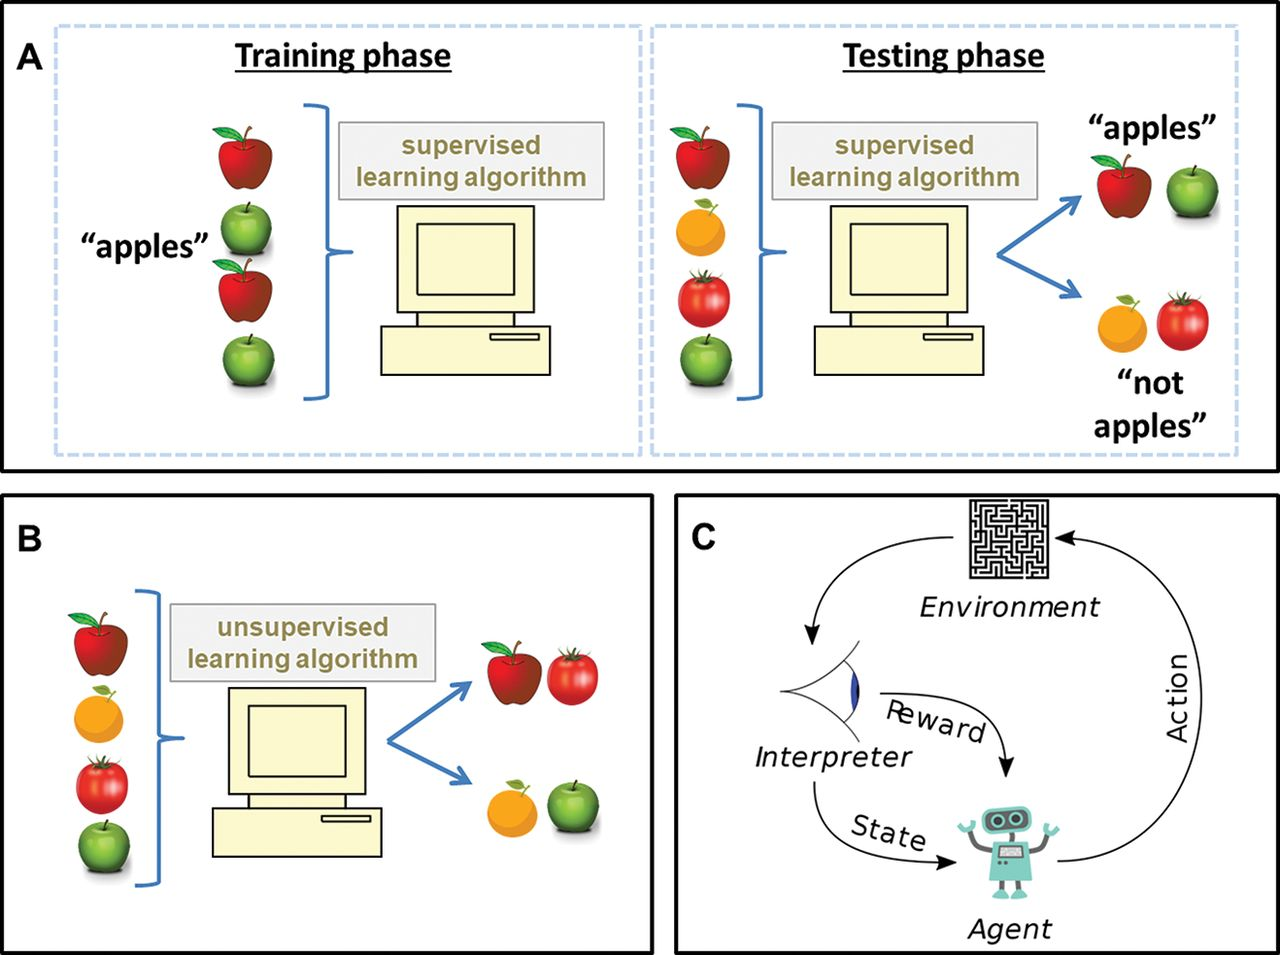 A
Training phase
“apples”
supervised
learning algorithm
Testing phase
supervised
learning algorithm
“apples”
“not
apples”
B
unsupervised
learning algorithm
C
Environment
Interpreter
Reward
State
Action
Agent